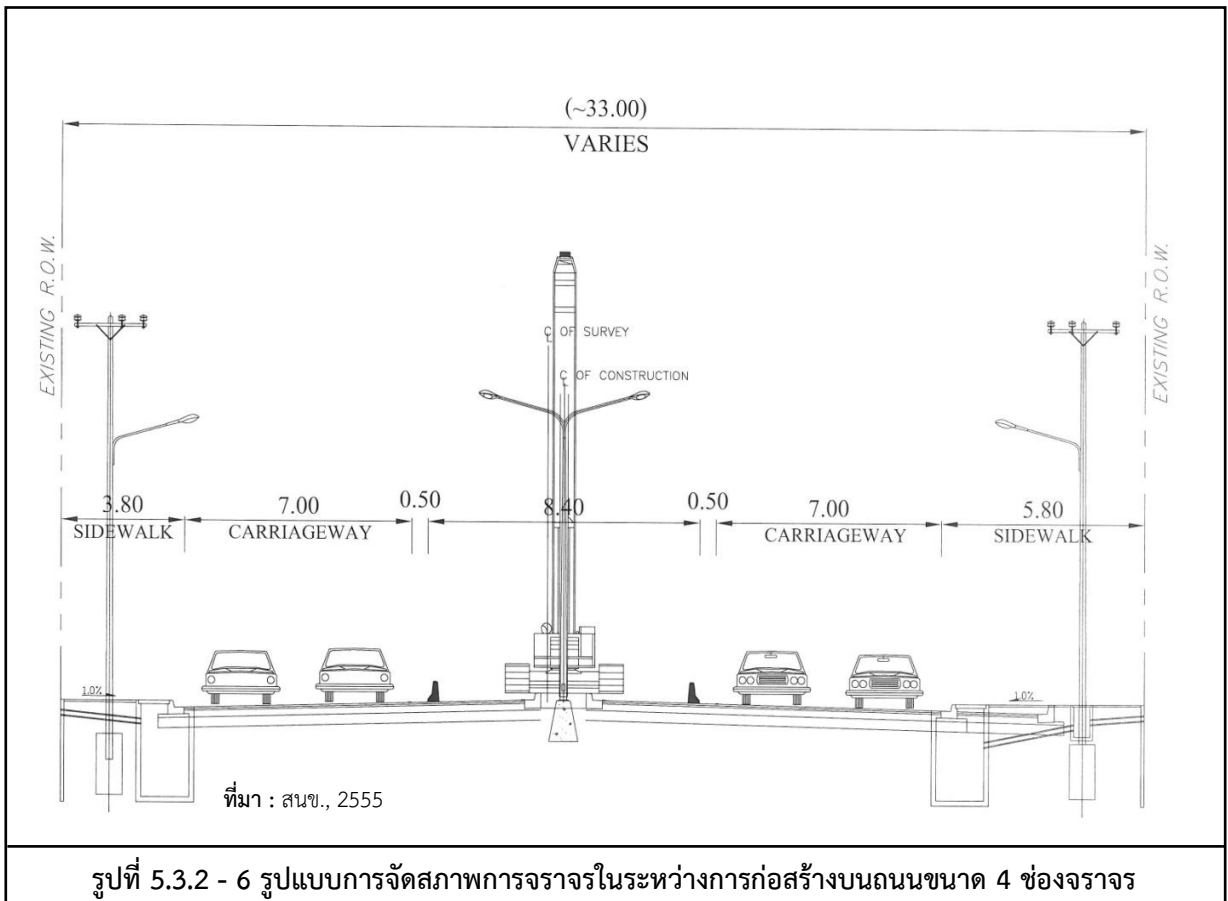 (~33.00)
VARIES
EXISTING R.O.W.
EXISTING R.O.W.
℄ OF SURVEY
℄ OF CONSTRUCTION
3.80 7.00 0.50 8.40 0.50 7.00 5.80
SIDEWALK CARRIAGEWAY CARRIAGEWAY SIDEWALK
1.0% 1.0%
ที่มา : สนข., 2555
รูปที่ 5.3.2 - 6 รูปแบบการจัดสภาพการจราจรในระหว่างการก่อสร้างบนถนนขนาด 4 ช่องจราจร